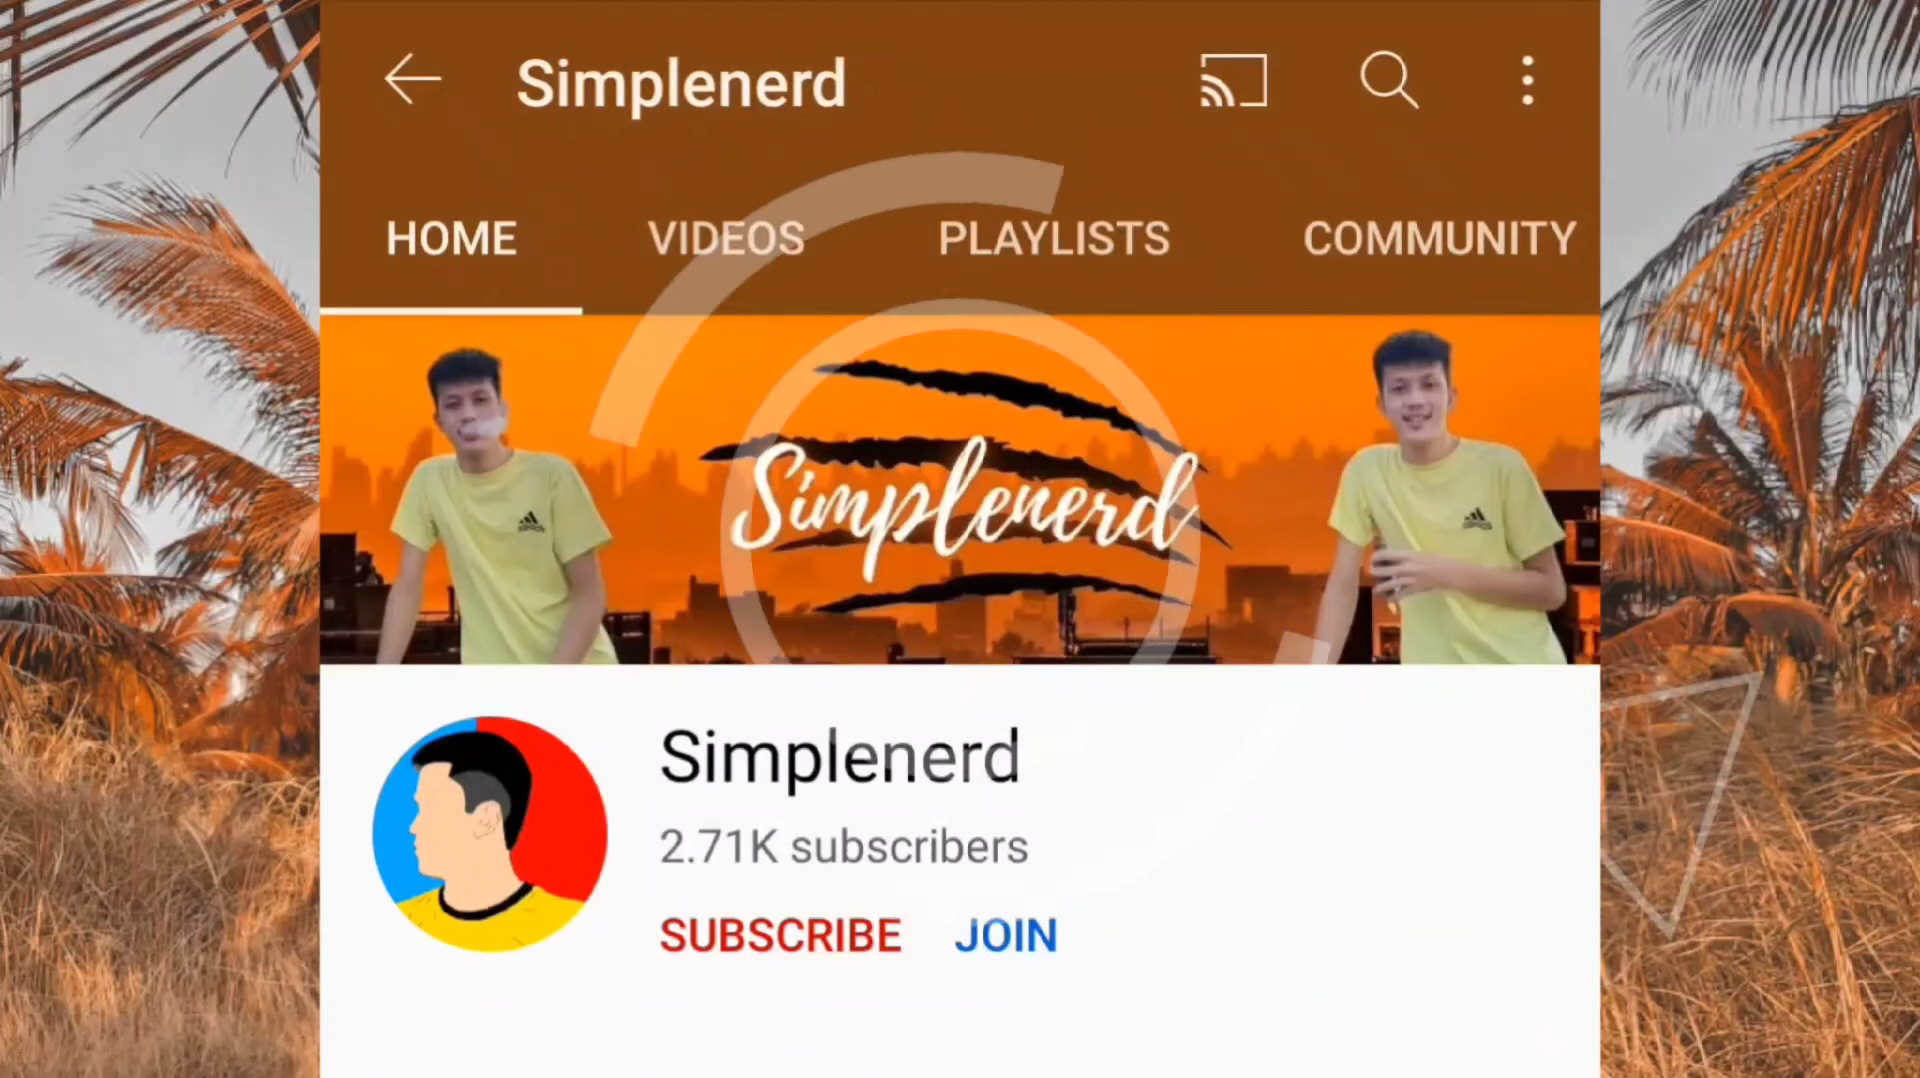 Simplenerd
HOME VIDEOS PLAYLISTS COMMUNITY
Simplenerd
Simplenerd
2.71K subscribers
SUBSCRIBE JOIN